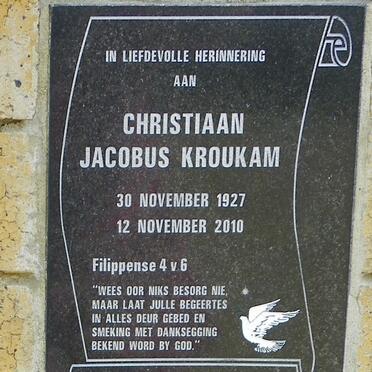 IN LIEFDEVOLLE HERINNERING
AAN
CHRISTIAAN
JACOBUS KROUKAM
30 NOVEMBER 1927
12 NOVEMBER 2010
Filippense 4 v 6
"WEES OOR NIKS BESORG NIE,
MAAR LAAT JULLE BEGEERTES
IN ALLES DEUR GEBED EN
SMEKING MET DANKSEGGING
BEKEND WORD BY GOD."